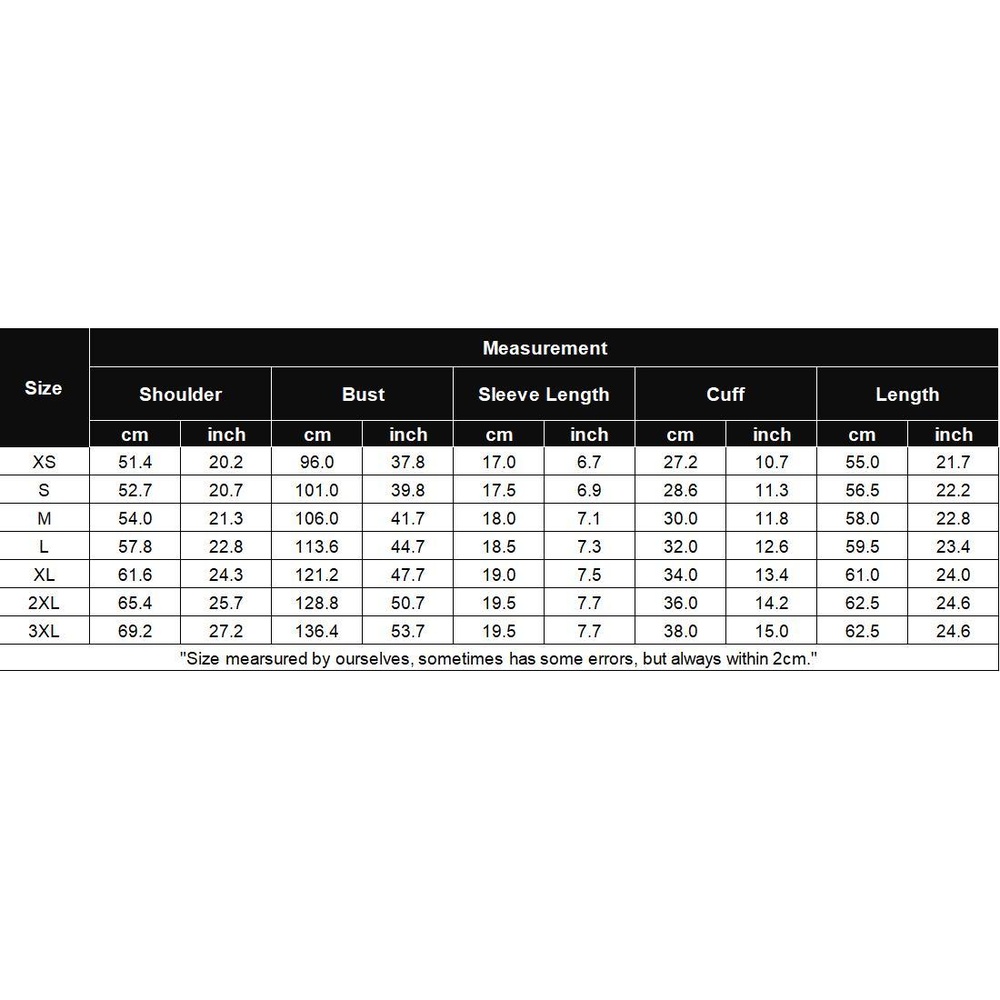 Size
Measurement
Shoulder Bust Sleeve Length Cuff Length
cm inch cm inch cm inch cm inch cm inch
XS 51.4 20.2 96.0 37.8 17.0 6.7 27.2 10.7 55.0 21.7
S 52.7 20.7 101.0 39.8 17.5 6.9 28.6 11.3 56.5 22.2
M 54.0 21.3 106.0 41.7 18.0 7.1 30.0 11.8 58.0 22.8
L 57.8 22.8 113.6 44.7 18.5 7.3 32.0 12.6 59.5 23.4
XL 61.6 24.3 121.2 47.7 19.0 7.5 34.0 13.4 61.0 24.0
2XL 65.4 25.7 128.8 50.7 19.5 7.7 36.0 14.2 62.5 24.6
3XL 69.2 27.2 136.4 53.7 19.5 7.7 38.0 15.0 62.5 24.6
"Size mearsured by ourselves, sometimes has some errors, but always within 2cm."